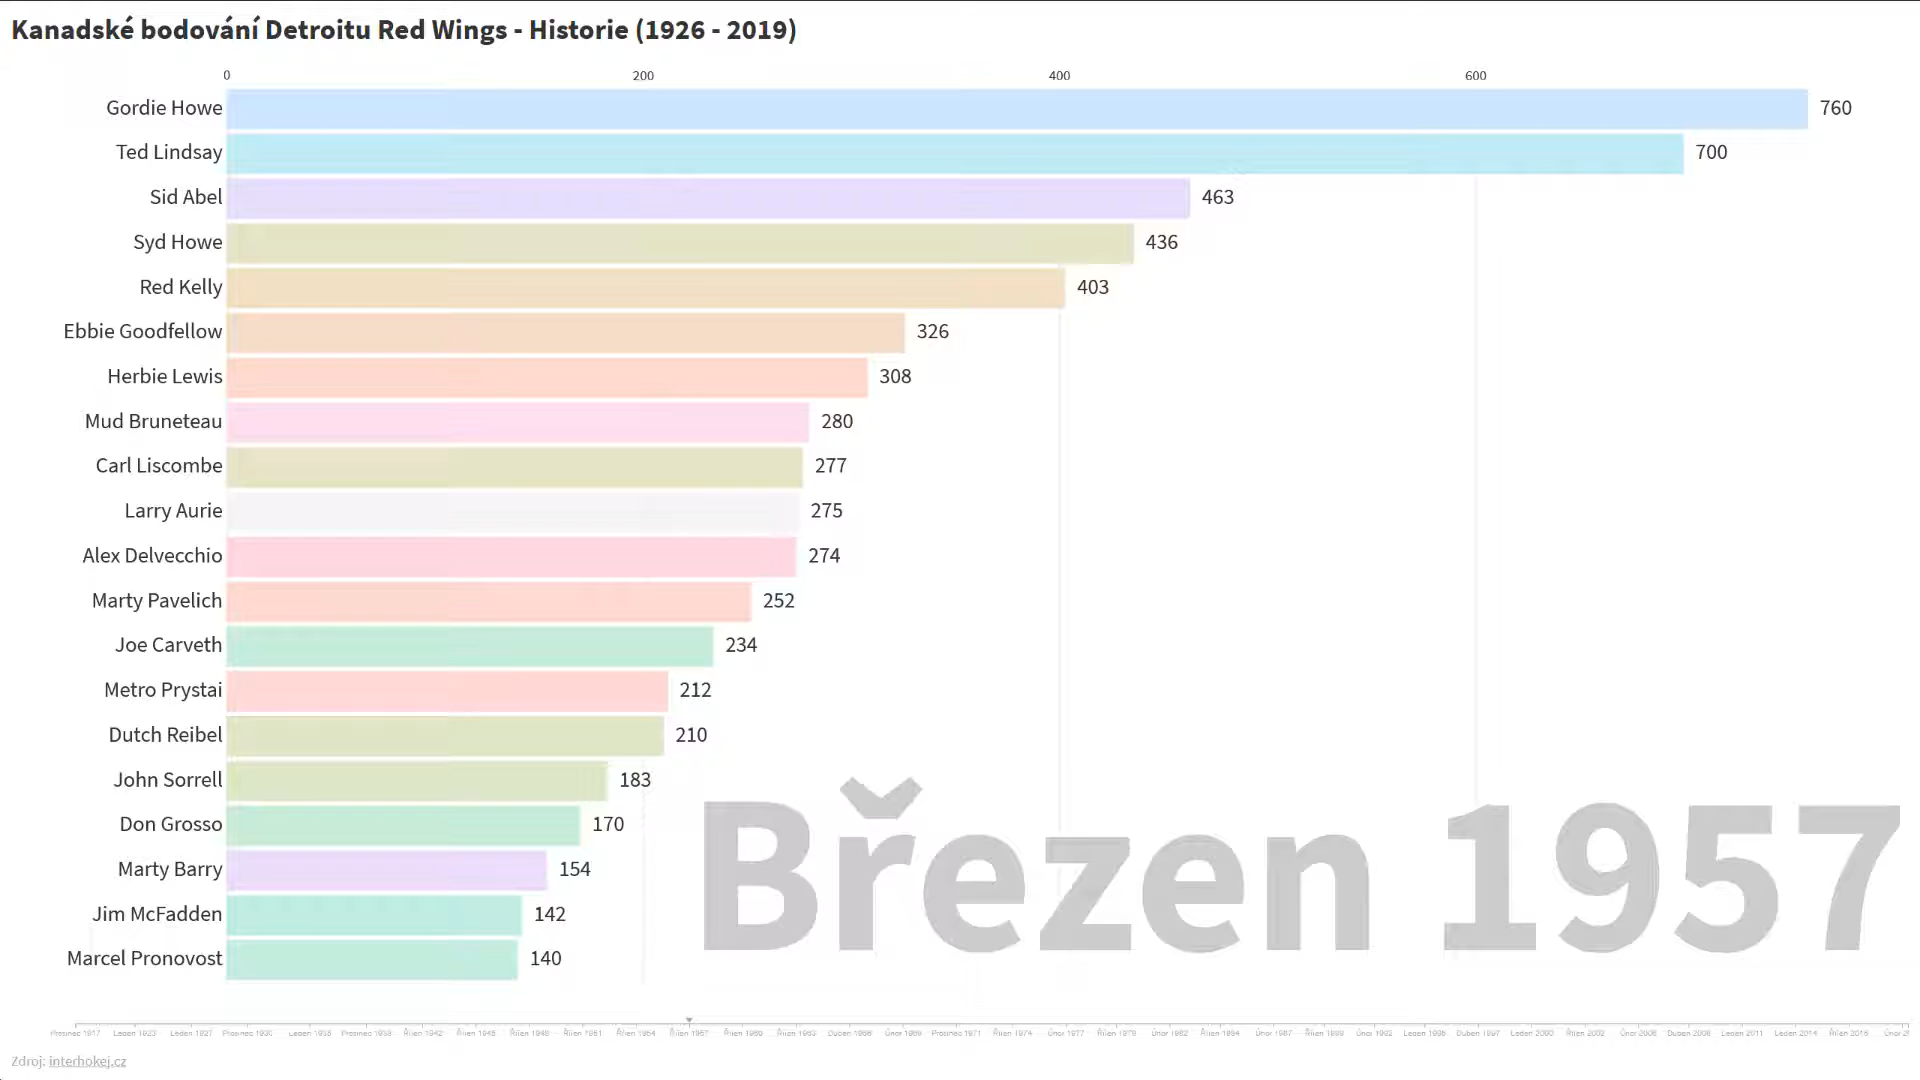 Kanadské bodování Detroitu Red Wings - Historie (1926 - 2019)
0 200 400 600
Gordie Howe 760
Ted Lindsay 700
Sid Abel 463
Syd Howe 436
Red Kelly 403
Ebbie Goodfellow 326
Herbie Lewis 308
Mud Bruneteau 280
Carl Liscombe 277
Larry Aurie 275
Alex Delvecchio 274
Marty Pavelich 252
Joe Carveth 234
Metro Prystai 212
Dutch Reibel 210
John Sorrell 183
Don Grosso 170
Marty Barry 154
Jim McFadden 142
Marcel Pronovost 140
Březen 1957
Zdroj: interhokej.cz